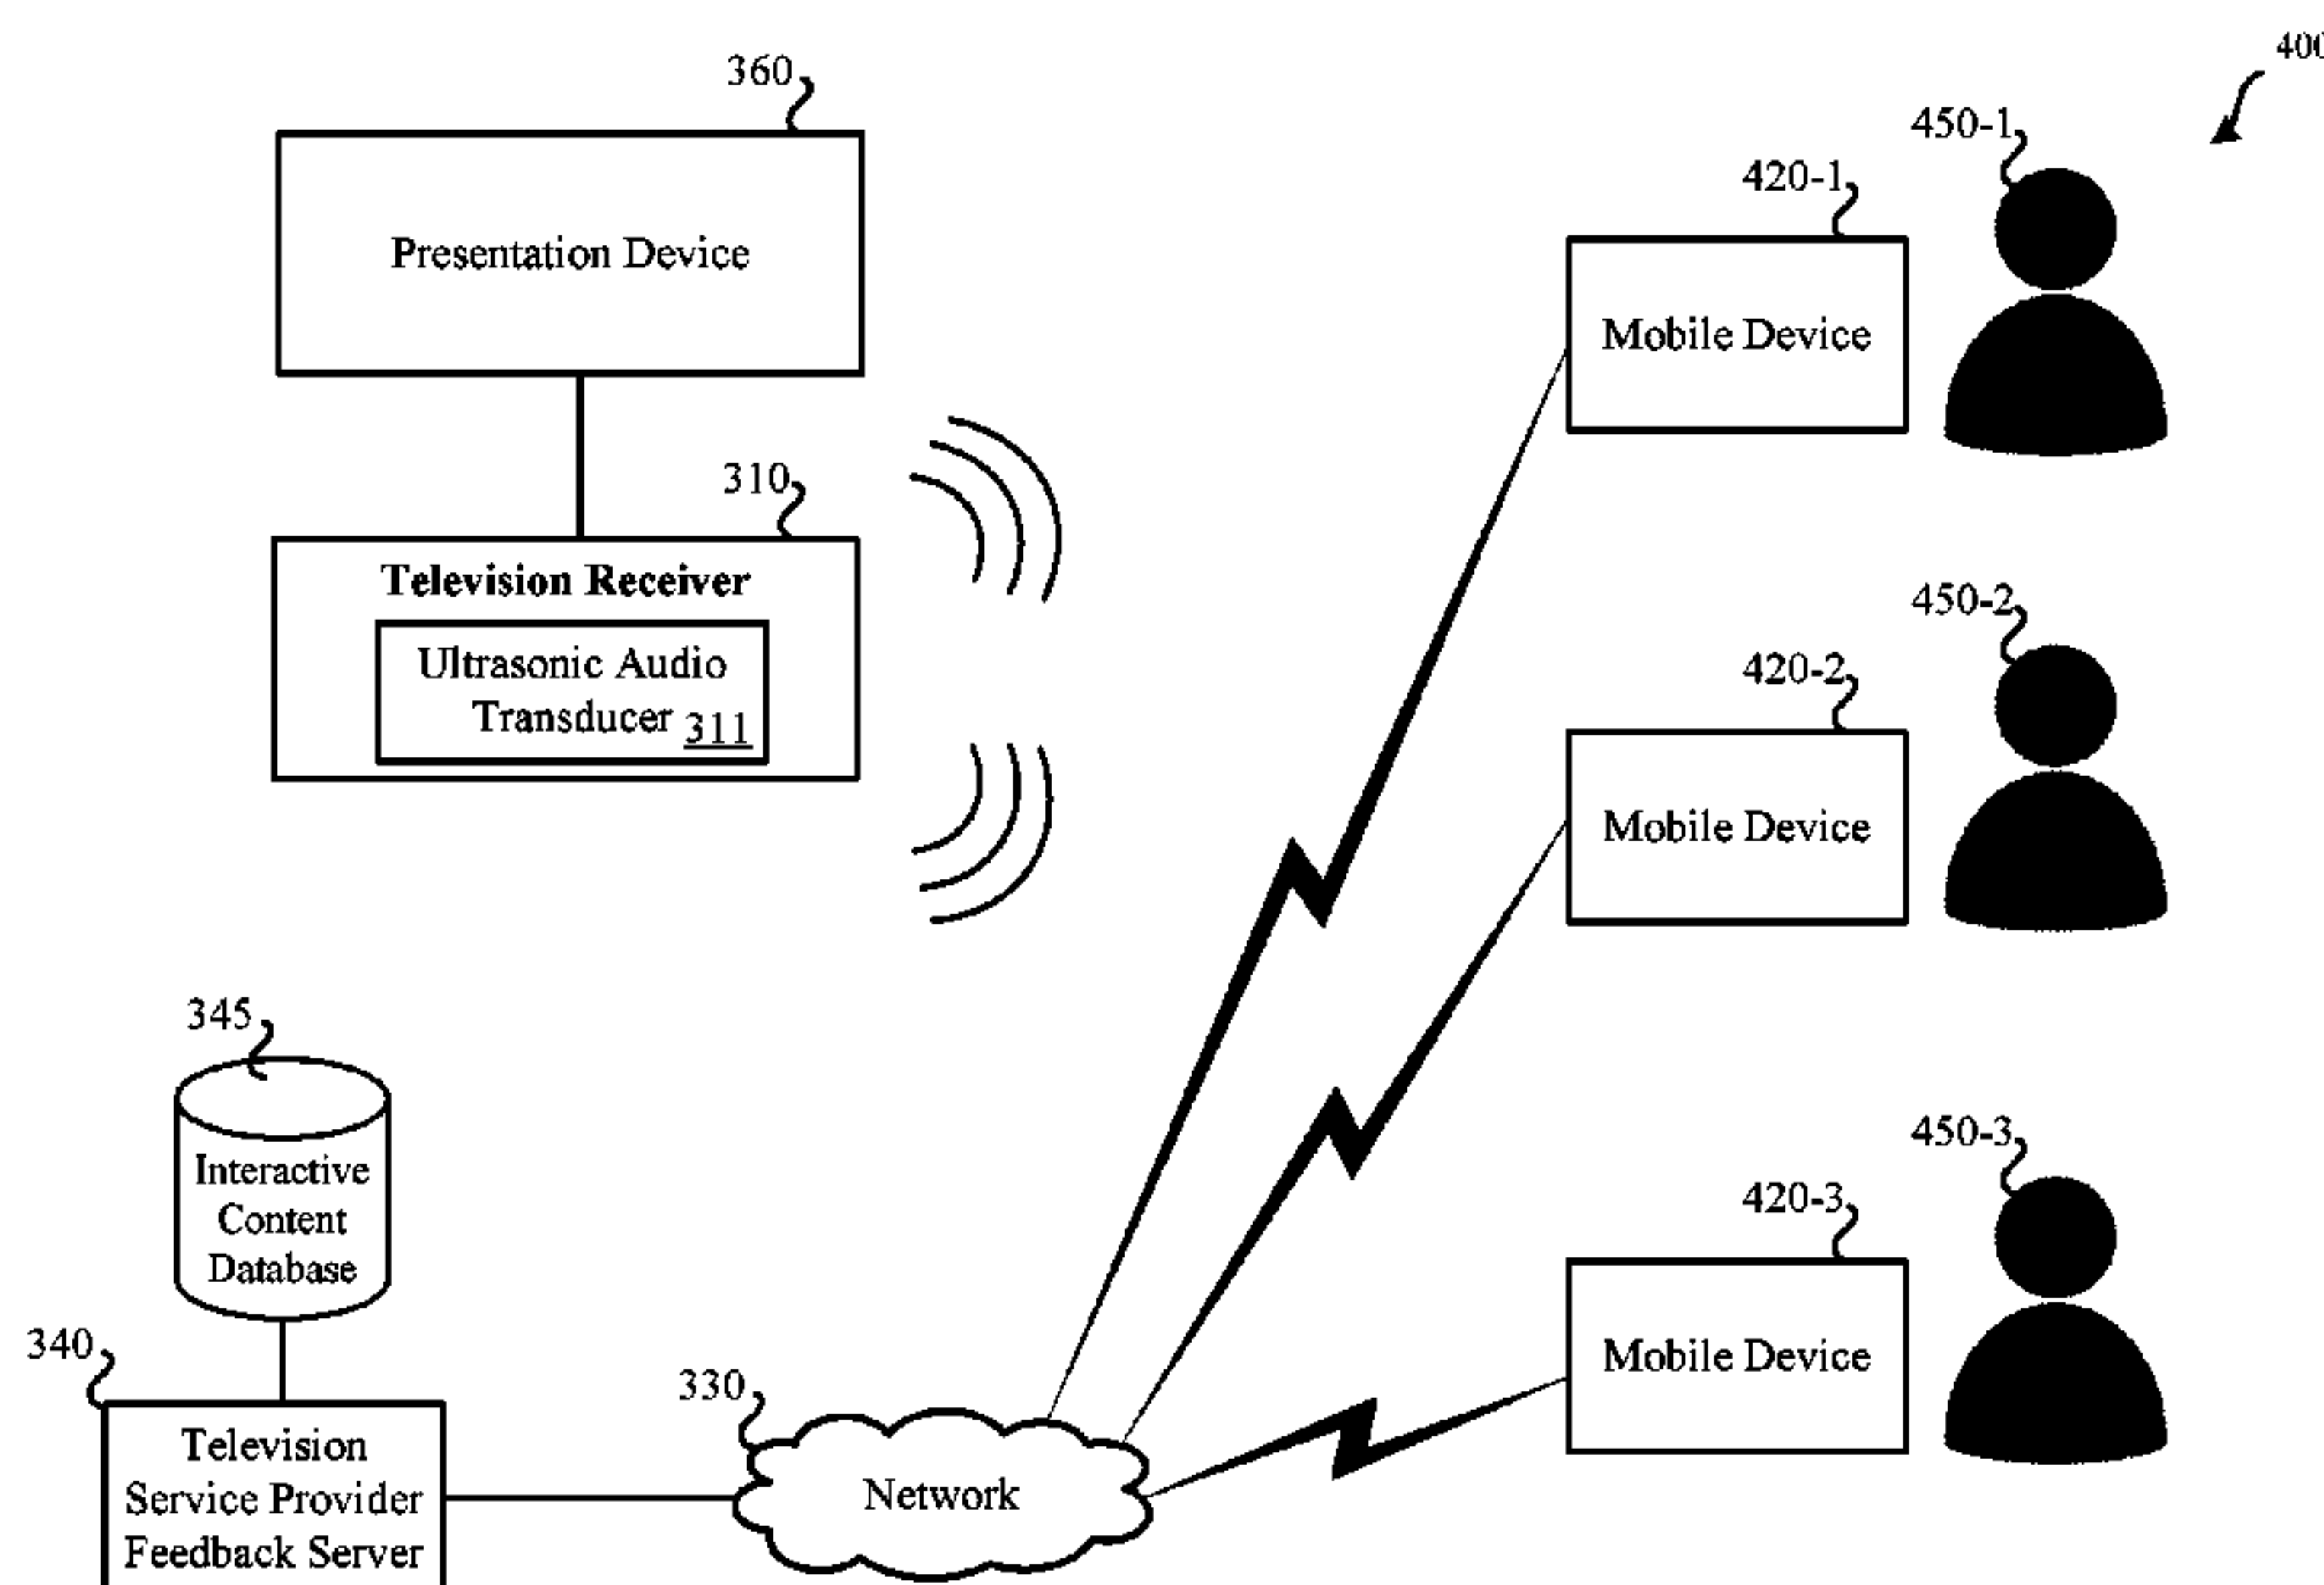 400
360
450-1
420-1
Presentation Device
Mobile Device
310
Television Receiver
Ultrasonic Audio
Transducer 311
450-2
420-2
Mobile Device
345
Interactive
Content
Database
450-3
420-3
Mobile Device
340
330
Television
Service Provider
Feedback Server
Network